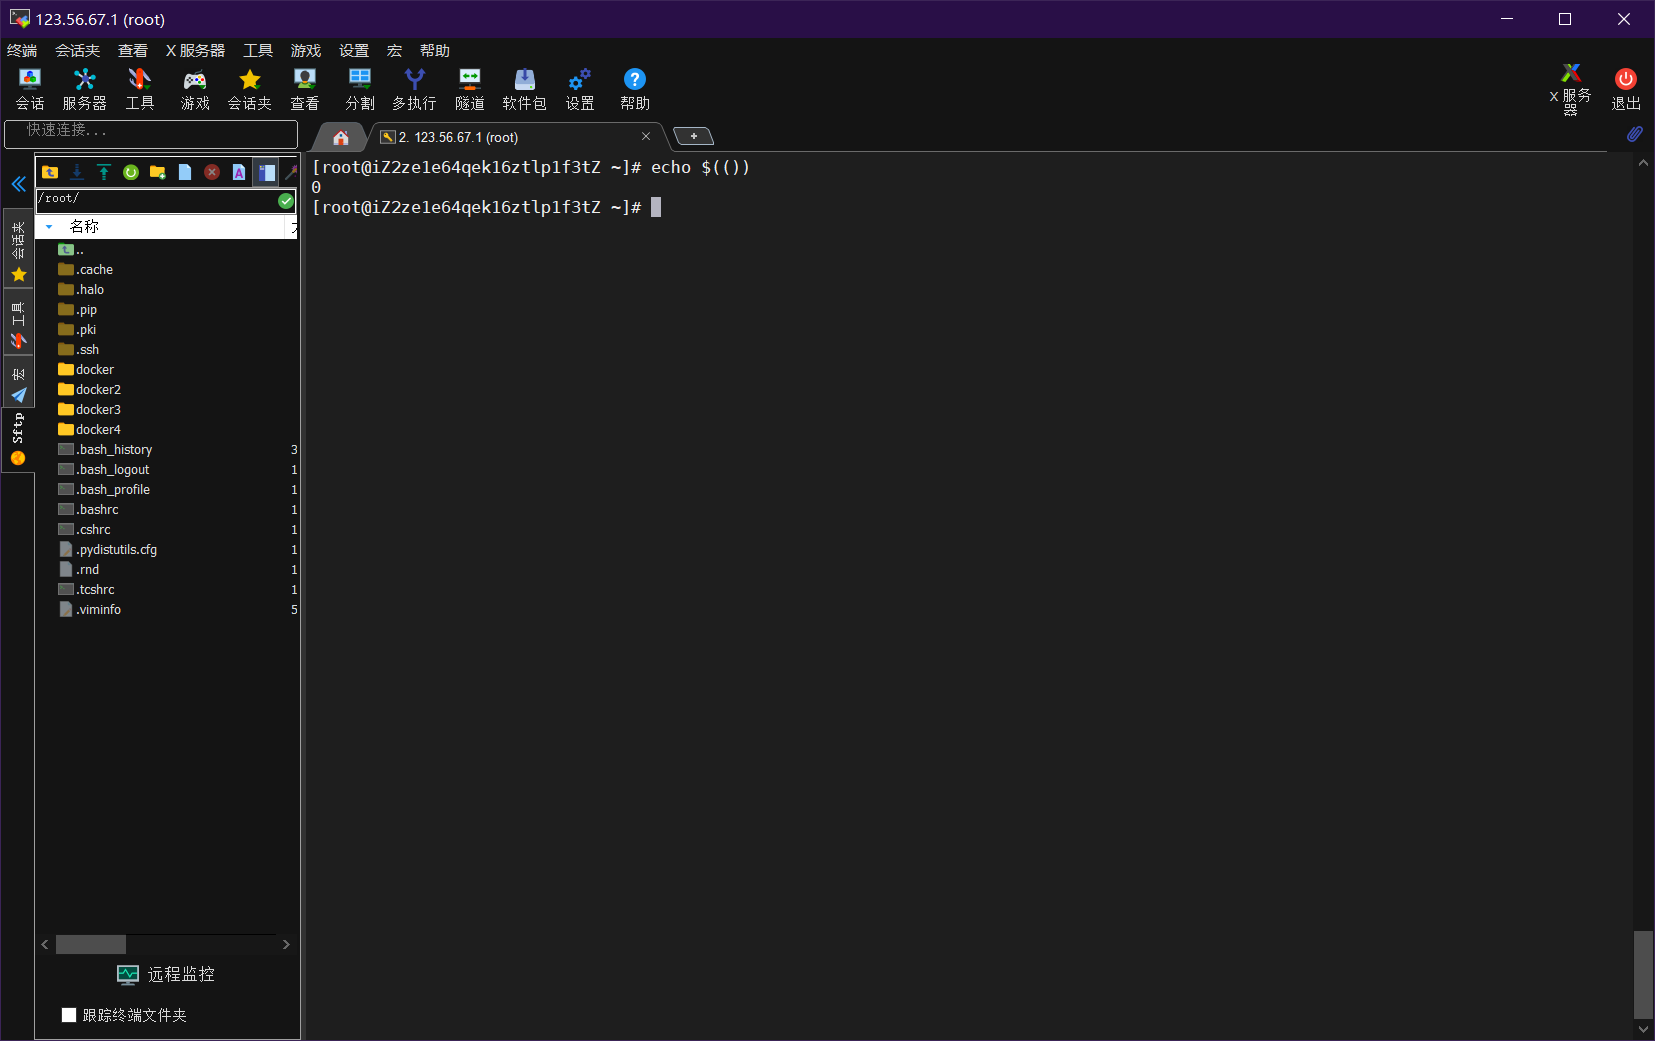 123.56.67.1 (root)
终端 会话夹 查看 X 服务器 工具 游戏 设置 宏 帮助
会话 服务器 工具 游戏 会话夹 查看 分割 多执行 隧道 软件包 设置 帮助 X 服务器 退出
快速连接...
2. 123.56.67.1 (root)
[root@iZ2ze1e64qek16ztlp1f3tZ ~]# echo $(())
0
[root@iZ2ze1e64qek16ztlp1f3tZ ~]#
会话夹
工具
宏
Sftp
/root/
名称
..
.cache
.halo
.pip
.pki
.ssh
docker
docker2
docker3
docker4
.bash_history 3
.bash_logout 1
.bash_profile 1
.bashrc 1
.cshrc 1
.pydistutils.cfg 1
.rnd 1
.tcshrc 1
.viminfo 5
远程监控
跟踪终端文件夹